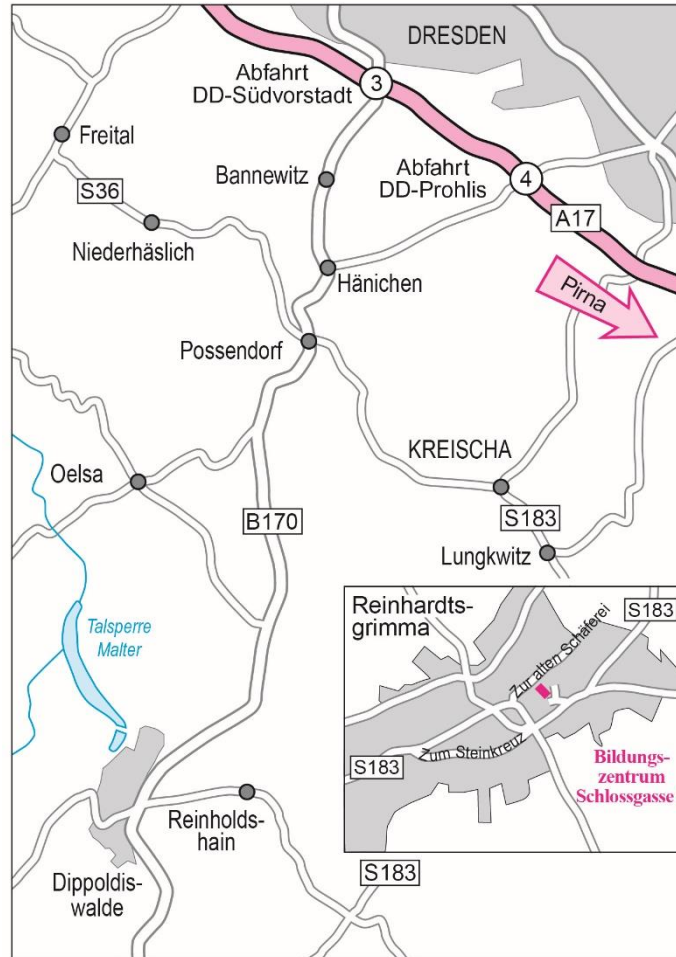 DRESDEN
Abfahrt
DD-Südvorstadt
3
Freital
Bannewitz
Abfahrt
DD-Prohlis
4
S36
A17
Niederhäslich
Hänichen
Pirna
Possendorf
KREISCHA
Oelsa
B170
S183
Lungkwitz
Reinhardts-
grimma
S183
Zur alten Schäferei
Talsperre
Malter
Zum Steinkreuz
S183
Bildungs-
zentrum
Schlossgasse
Reinholds-
hain
S183
Dippoldis-
walde